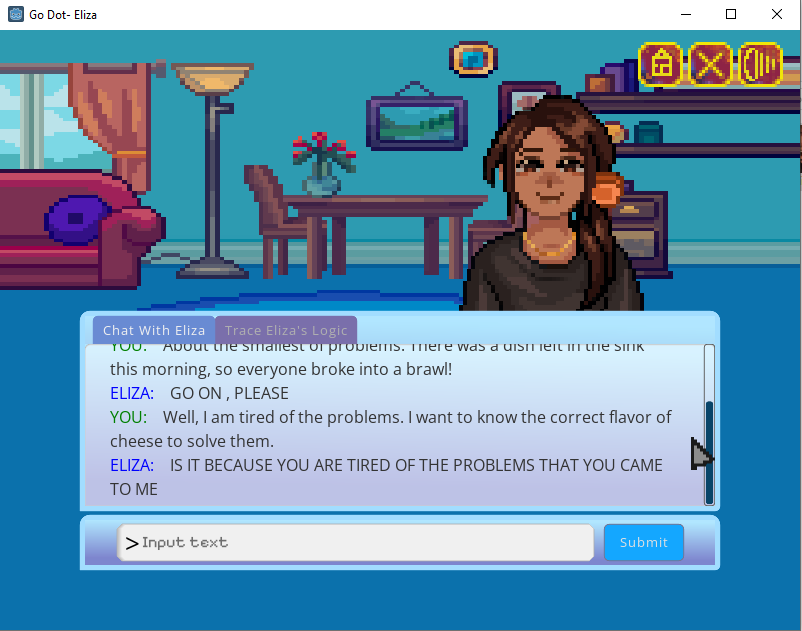 Go Dot- Eliza
Chat With Eliza
Trace Eliza's Logic
YOU: About the smallest of problems. There was a dish left in the sink
this morning, so everyone broke into a brawl!
ELIZA: GO ON , PLEASE
YOU: Well, I am tired of the problems. I want to know the correct flavor of
cheese to solve them.
ELIZA: IS IT BECAUSE YOU ARE TIRED OF THE PROBLEMS THAT YOU CAME
TO ME
> Input text
Submit